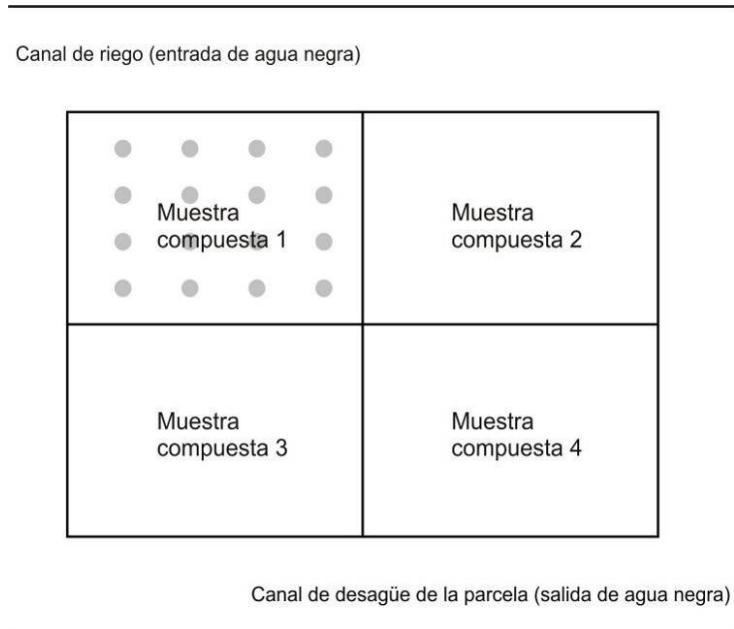 Canal de riego (entrada de agua negra)
Muestra
compuesta 1
Muestra
compuesta 2
Muestra
compuesta 3
Muestra
compuesta 4
Canal de desagüe de la parcela (salida de agua negra)